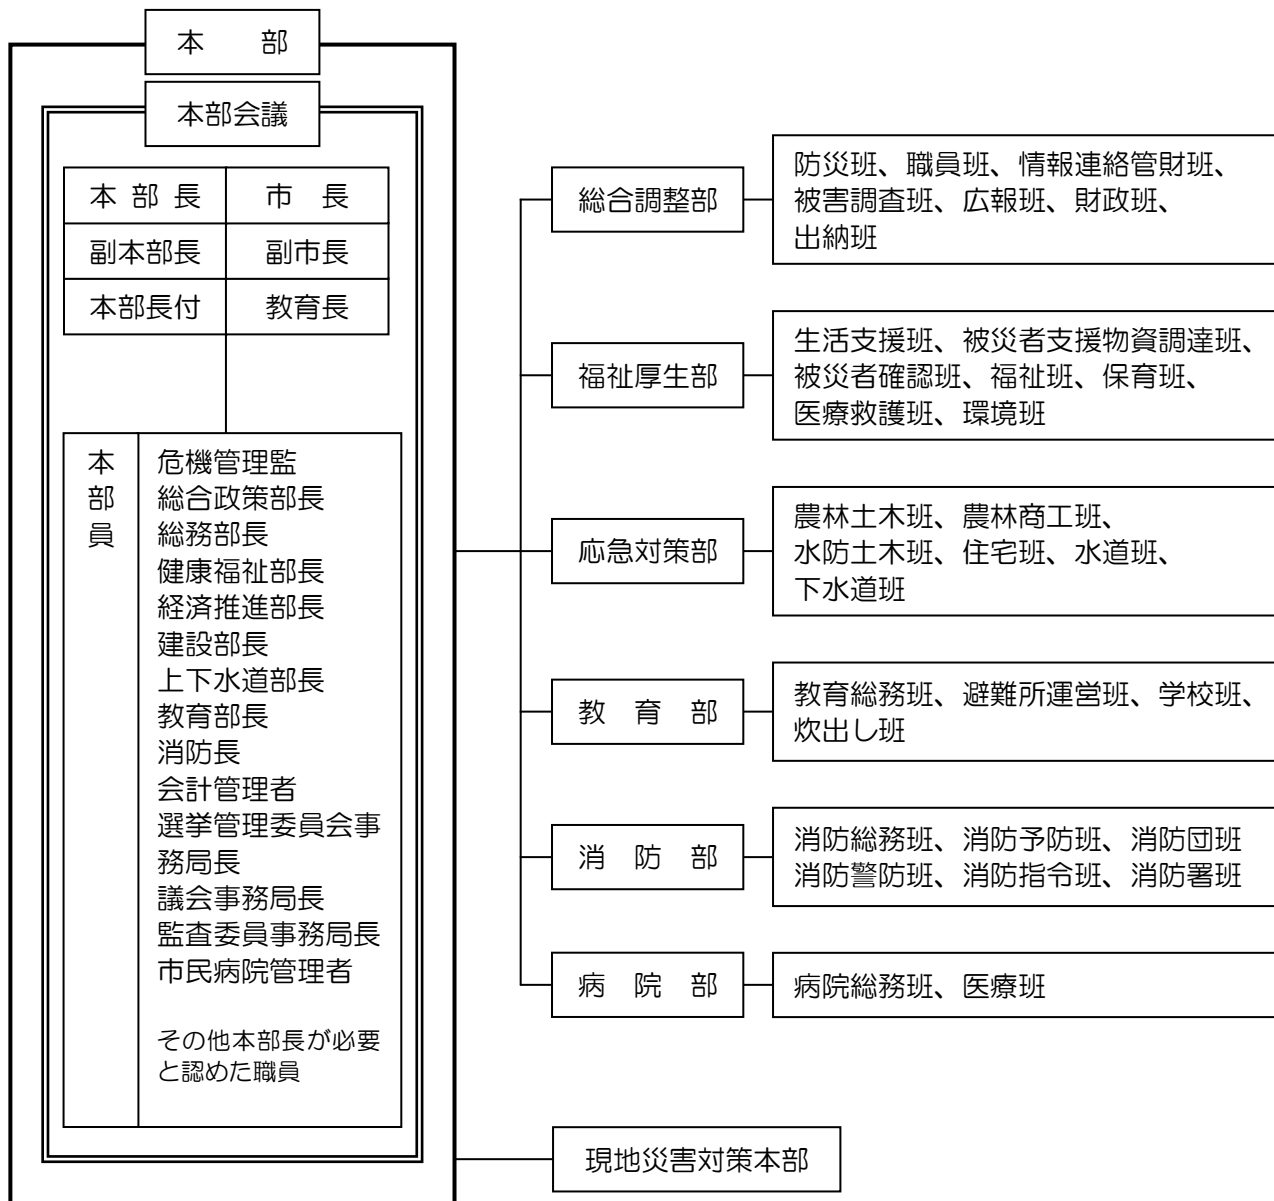 本　部
本部会議
本部長　市長
副本部長　副市長
本部長付　教育長
本部員
危機管理監
総合政策部長
総務部長
健康福祉部長
経済推進部長
建設部長
上下水道部長
教育部長
消防長
会計管理者
選挙管理委員会事
務局長
議会事務局長
監査委員事務局長
市民病院管理者
その他本部長が必要
と認めた職員
総合調整部
防災班、職員班、情報連絡管財班、
被害調査班、広報班、財政班、
出納班
福祉厚生部
生活支援班、被災者支援物資調達班、
被災者確認班、福祉班、保育班、
医療救護班、環境班
応急対策部
農林土木班、農林商工班、
水防土木班、住宅班、水道班、
下水道班
教　育　部
教育総務班、避難所運営班、学校班、
炊出し班
消　防　部
消防総務班、消防予防班、消防団班
消防警防班、消防指令班、消防署班
病　院　部
病院総務班、医療班
現地災害対策本部